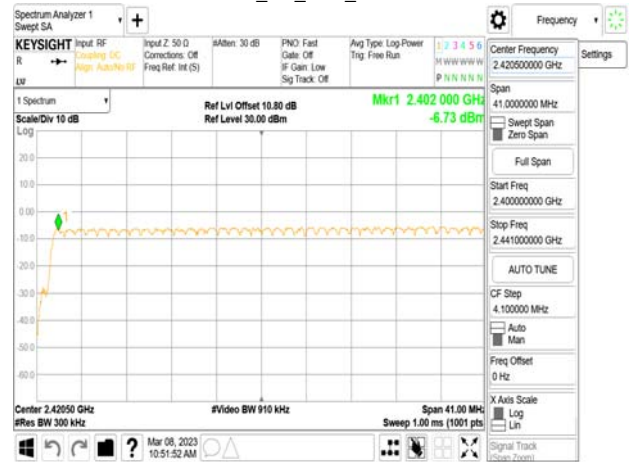 Spectrum Analyzer 1
Swept SA
Frequency
KEYSIGHT
R
Input: RF
Coupling: DC
Align: Auto/No RF
Input Z: 50 Ω
Corrections: Off
Freq Ref: Int (S)
#Atten: 30 dB
PNO: Fast
Gate: Off
IF Gain: Low
Sig Track: Off
Avg Type: Log-Power
Trig: Free Run
1 2 3 4 5 6
M W W W W W
P N N N N N
1 Spectrum
Scale/Div 10 dB
Log
Ref Lvl Offset 10.80 dB
Ref Level 30.00 dBm
Mkr1 2.402 000 GHz
-6.73 dBm
20.0
10.0
0.00
-10.0
-20.0
-30.0
-40.0
-50.0
-60.0
1
Center 2.42050 GHz
#Res BW 300 kHz
#Video BW 910 kHz
Span 41.00 MHz
Sweep 1.00 ms (1001 pts
Mar 08, 2023
10:51:52 AM
Center Frequency
2.420500000 GHz
Settings
Span
41.0000000 MHz
Swept Span
Zero Span
Full Span
Start Freq
2.400000000 GHz
Stop Freq
2.441000000 GHz
AUTO TUNE
CF Step
4.100000 MHz
Auto
Man
Freq Offset
0 Hz
X Axis Scale
Log
Lin
Signal Track
(Span Zoom)